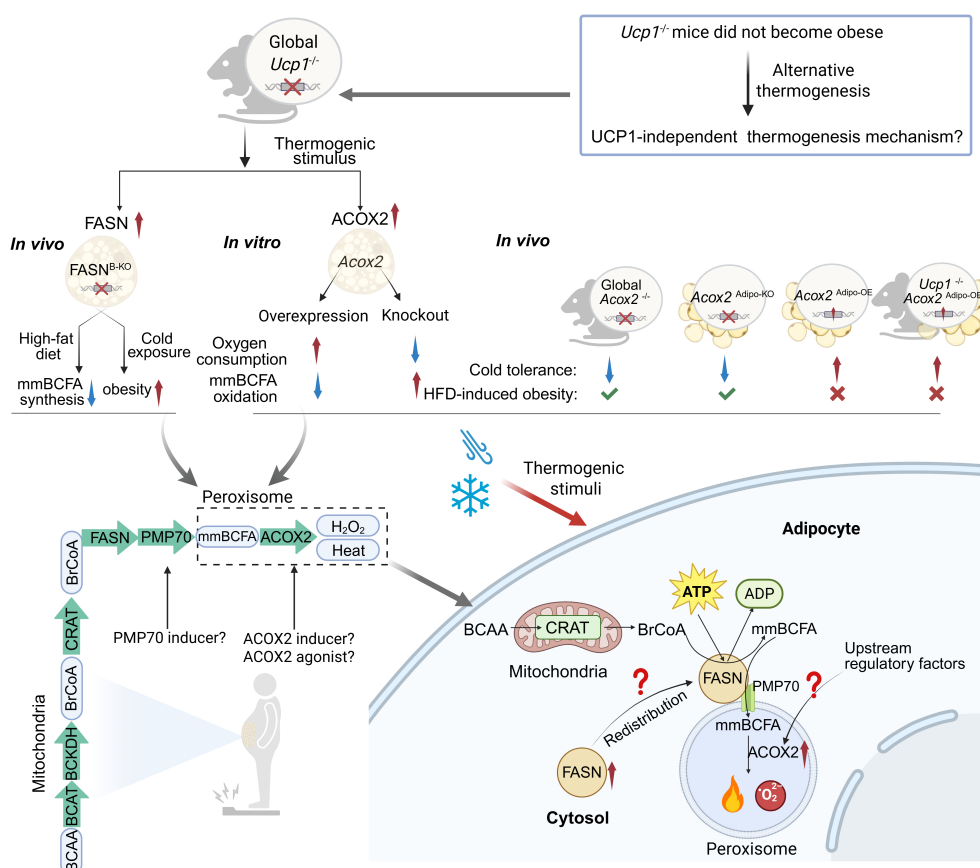 Ucp1-/- mice did not become obese
Alternative
thermogenesis
UCP1-independent thermogenesis mechanism?
Global
Ucp1-/-
Thermogenic
stimulus
In vivo
FASN
FASNB-KO
High-fat
diet
Cold
exposure
mmBCFA
synthesis
obesity
In vitro
ACOX2
Acox2
Overexpression
Knockout
Oxygen
consumption
mmBCFA
oxidation
In vivo
Global
Acox2 -/-
Acox2 Adipo-KO
Acox2 Adipo-OE
Ucp1 -/-
Acox2 Adipo-OE
Cold tolerance:
HFD-induced obesity:
Peroxisome
FASN
PMP70
mmBCFA
ACOX2
H2O2
Heat
PMP70 inducer?
ACOX2 inducer?
ACOX2 agonist?
Mitochondria
BrCoA
CRAT
BrCoA
BCKDH
BCAT
BCAA
Thermogenic
stimuli
Adipocyte
BCAA
CRAT
BrCoA
Mitochondria
ATP
ADP
mmBCFA
FASN
PMP70
Upstream
regulatory factors
?
?
Redistribution
mmBCFA
ACOX2
FASN
Cytosol
O22-
Peroxisome